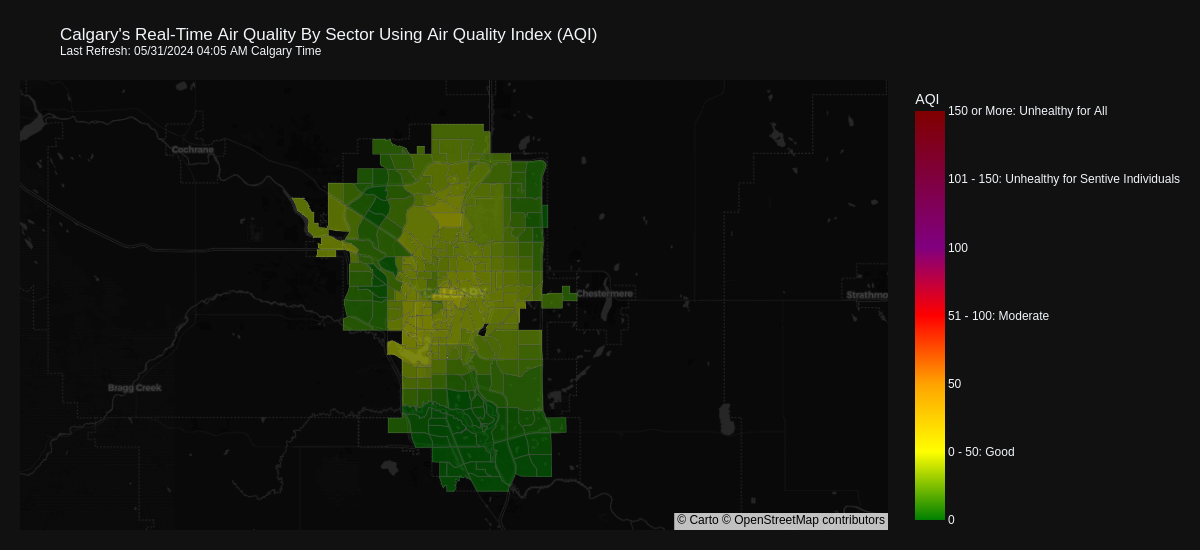 Calgary's Real-Time Air Quality By Sector Using Air Quality Index (AQI)
Last Refresh: 05/31/2024 04:05 AM Calgary Time
AQI
150 or More: Unhealthy for All
Cochrane
101 - 150: Unhealthy for Sentive Individuals
100
CALGARY
Chestermere
Strathmo
51 - 100: Moderate
50
Bragg Creek
0 - 50: Good
0
© Carto © OpenStreetMap contributors